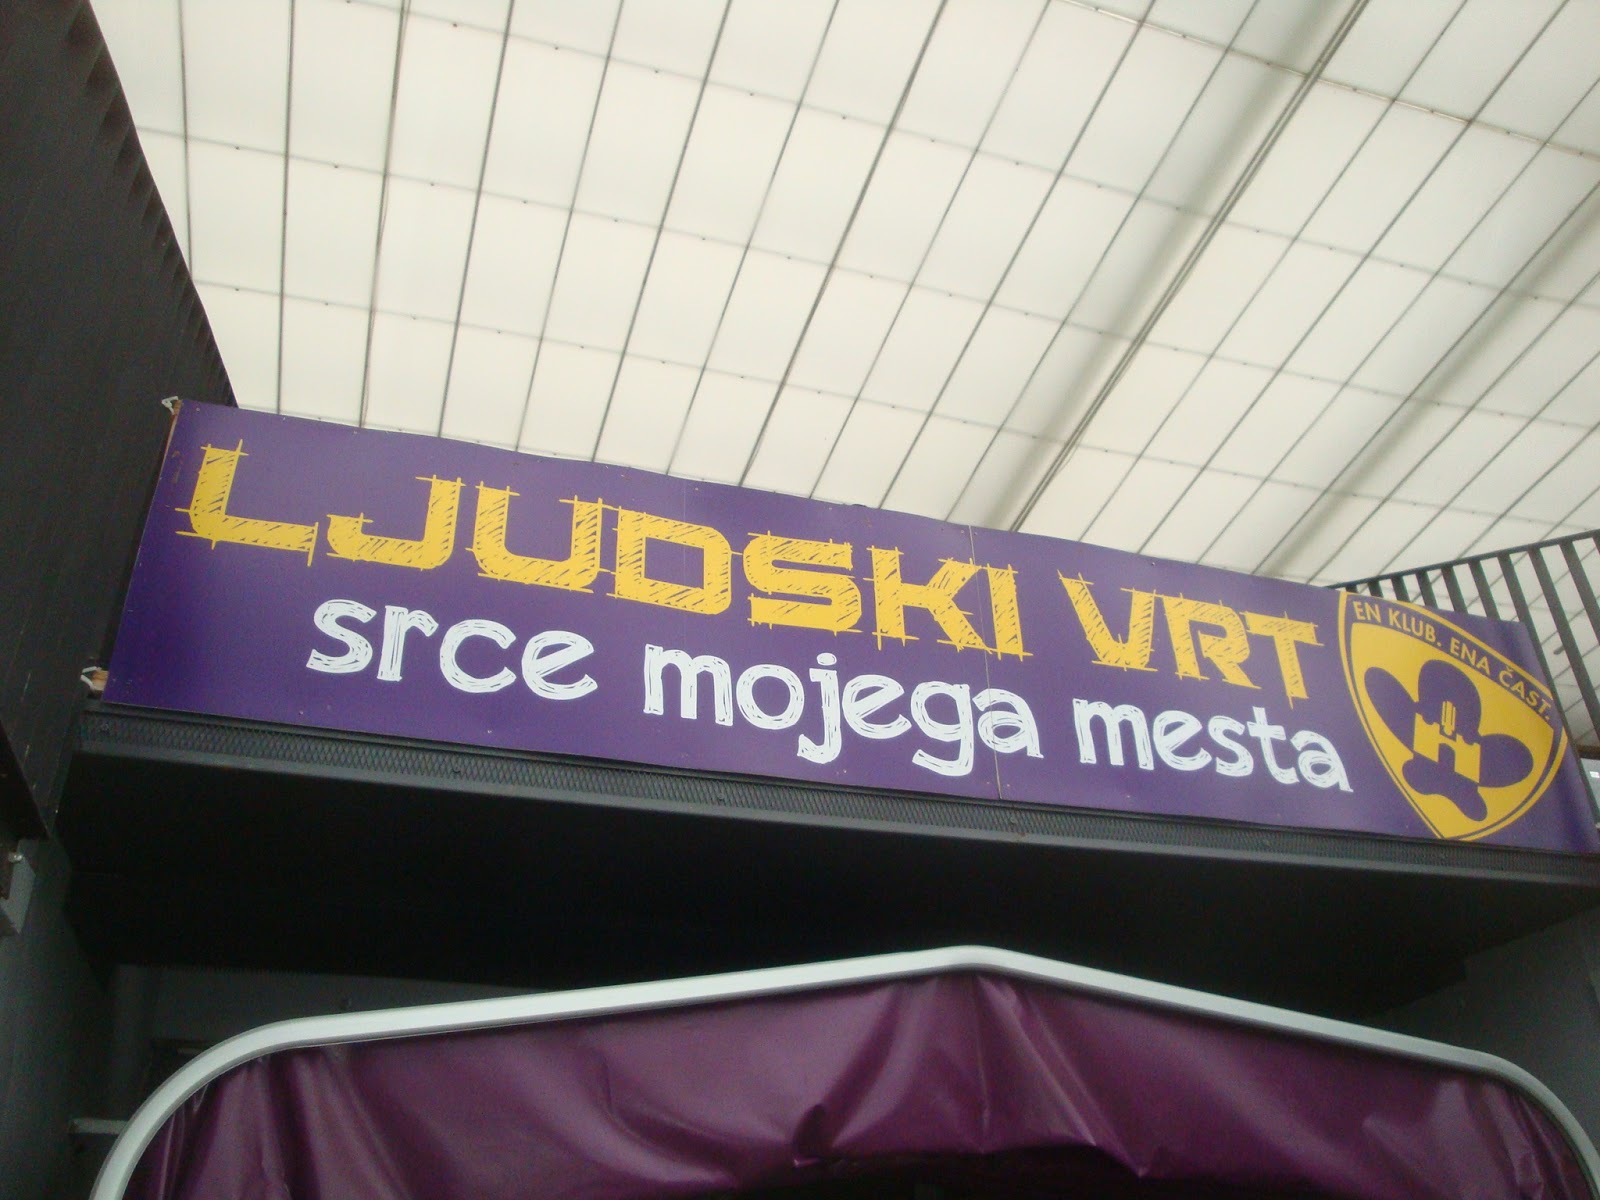 LJUDSKI VRT
srce mojega mesta
EN KLUB. ENA ČAST.